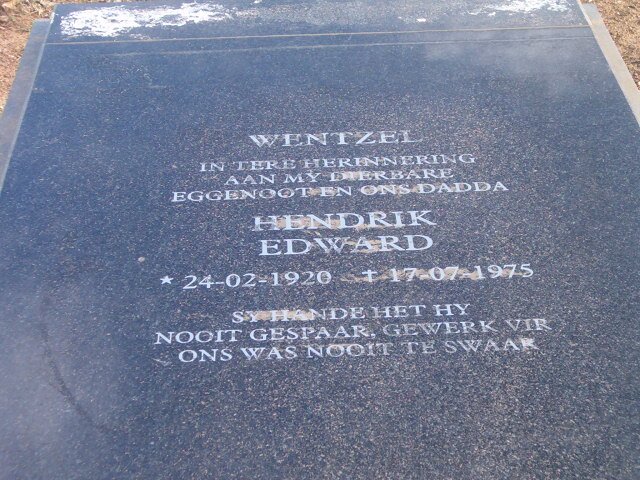 WENTZEL
IN TERE HERINNERING
AAN MY DIERBARE
EGGENOOT EN ONS DADDA
HENDRIK
EDWARD
* 24-02-1920 † 17-07-1975
SY HANDE HET HY
NOOIT GESPAAR. GEWERK VIR
ONS WAS NOOIT TE SWAAR